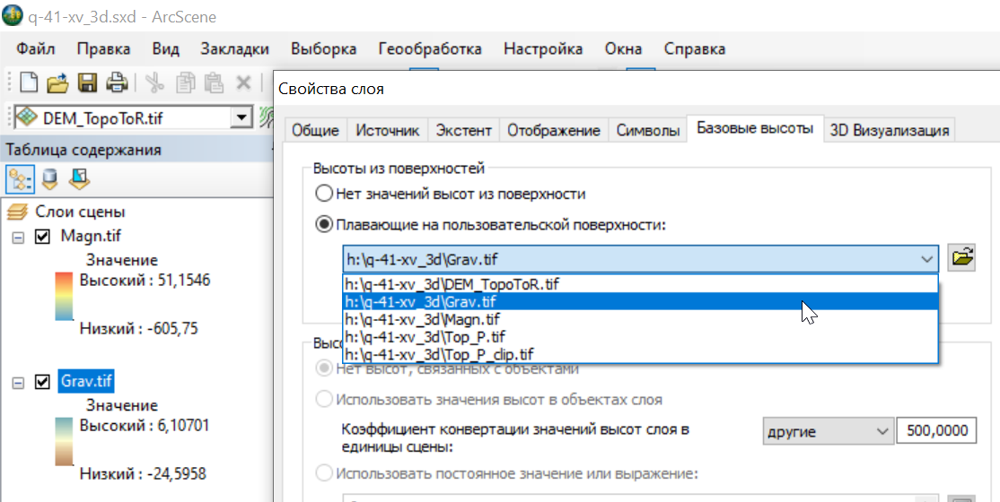 q-41-xv_3d.sxd - ArcScene
Файл Правка Вид Закладки Выборка Геообработка Настройка Окна Справка
Свойства слоя
DEM_TopoToR.tif
Общие Источник Экстент Отображение Символы Базовые высоты 3D Визуализация
Таблица содержания
Высоты из поверхностей
Нет значений высот из поверхности
Слои сцены
Плавающие на пользовательской поверхности:
Magn.tif
Значение
Высокий : 51,1546
Низкий : -605,75
h:\q-41-xv_3d\Grav.tif
h:\q-41-xv_3d\DEM_TopoToR.tif
h:\q-41-xv_3d\Grav.tif
h:\q-41-xv_3d\Magn.tif
h:\q-41-xv_3d\Top_P.tif
h:\q-41-xv_3d\Top_P_clip.tif
Нет высот, связанных с объектами
Grav.tif
Значение
Высокий : 6,10701
Низкий : -24,5958
Использовать значения высот в объектах слоя
Коэффициент конвертации значений высот слоя в
единицы сцены:
другие 500,0000
Использовать постоянное значение или выражение: